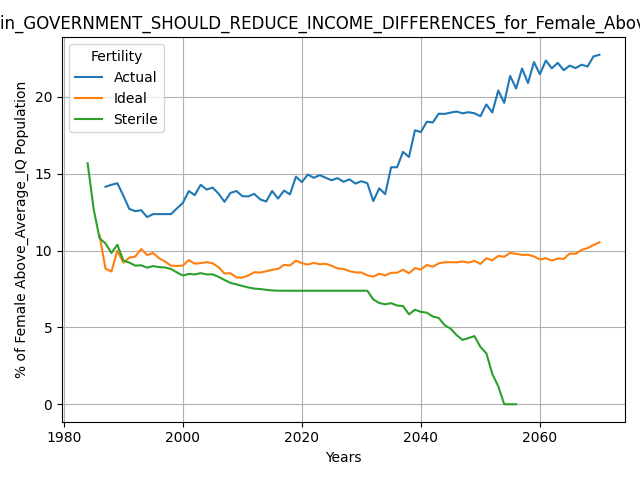 in_GOVERNMENT_SHOULD_REDUCE_INCOME_DIFFERENCES_for_Female_Above
Fertility
Actual
Ideal
Sterile
% of Female Above_Average_IQ Population
20
15
10
5
0
1980
2000
2020
2040
2060
Years